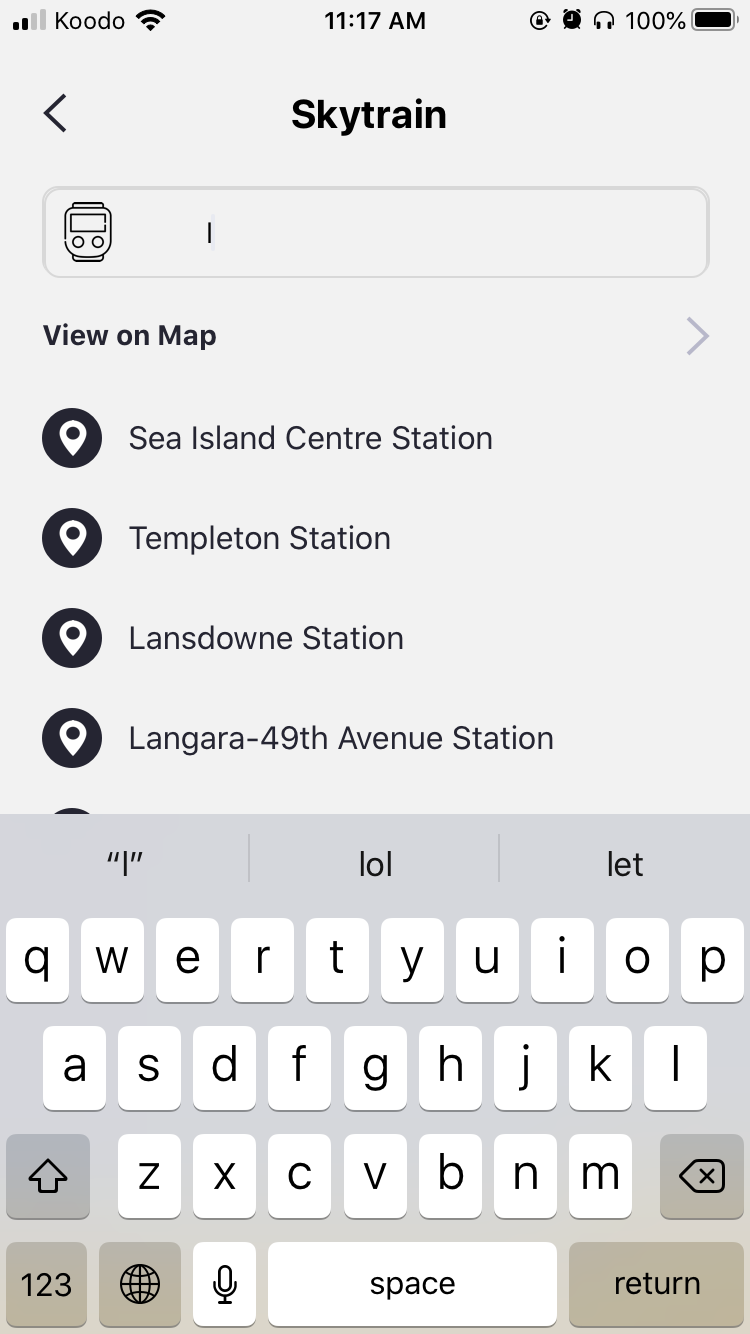 Koodo 11:17 AM 100%
Skytrain
l
View on Map
Sea Island Centre Station
Templeton Station
Lansdowne Station
Langara-49th Avenue Station
“l” lol let
q w e r t y u i o p
a s d f g h j k l
z x c v b n m
123 space return